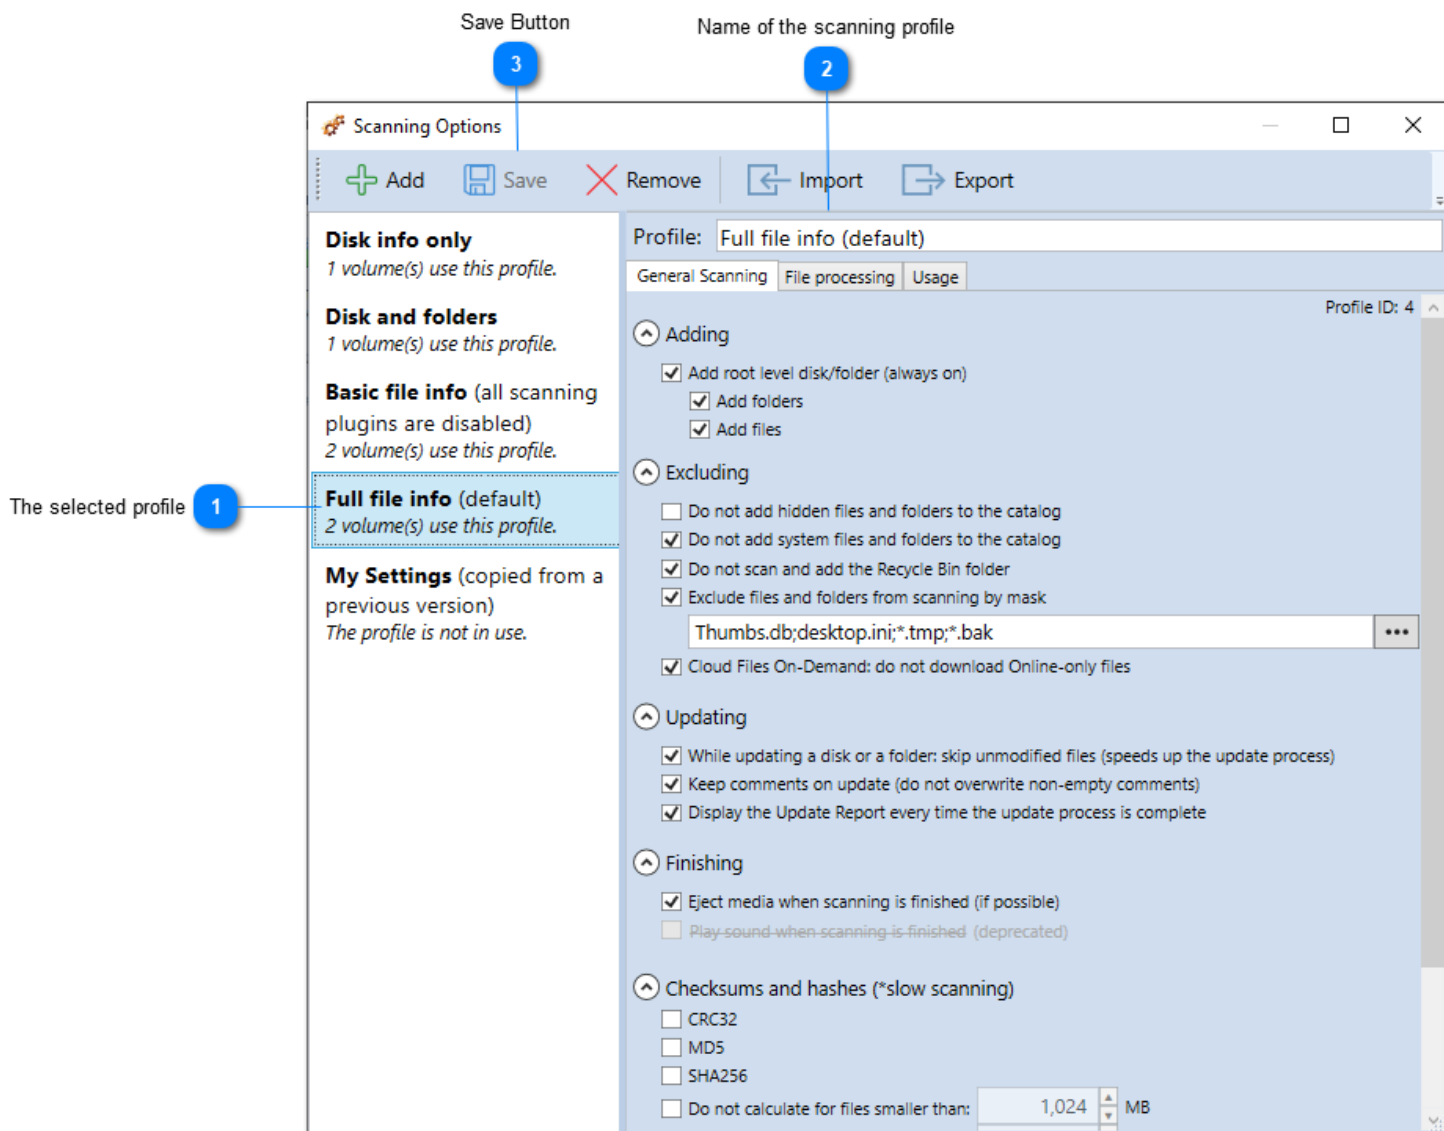 Save Button
Name of the scanning profile
3
2
Scanning Options
Add
Save
Remove
Import
Export
Disk info only
1 volume(s) use this profile.
Disk and folders
1 volume(s) use this profile.
Basic file info (all scanning
plugins are disabled)
2 volume(s) use this profile.
The selected profile
1
Full file info (default)
2 volume(s) use this profile.
My Settings (copied from a
previous version)
The profile is not in use.
Profile: Full file info (default)
General Scanning File processing Usage
Profile ID: 4
Adding
Add root level disk/folder (always on)
Add folders
Add files
Excluding
Do not add hidden files and folders to the catalog
Do not add system files and folders to the catalog
Do not scan and add the Recycle Bin folder
Exclude files and folders from scanning by mask
Thumbs.db;desktop.ini;*.tmp;*.bak
Cloud Files On-Demand: do not download Online-only files
Updating
While updating a disk or a folder: skip unmodified files (speeds up the update process)
Keep comments on update (do not overwrite non-empty comments)
Display the Update Report every time the update process is complete
Finishing
Eject media when scanning is finished (if possible)
Play sound when scanning is finished (deprecated)
Checksums and hashes (*slow scanning)
CRC32
MD5
SHA256
Do not calculate for files smaller than: 1,024 MB